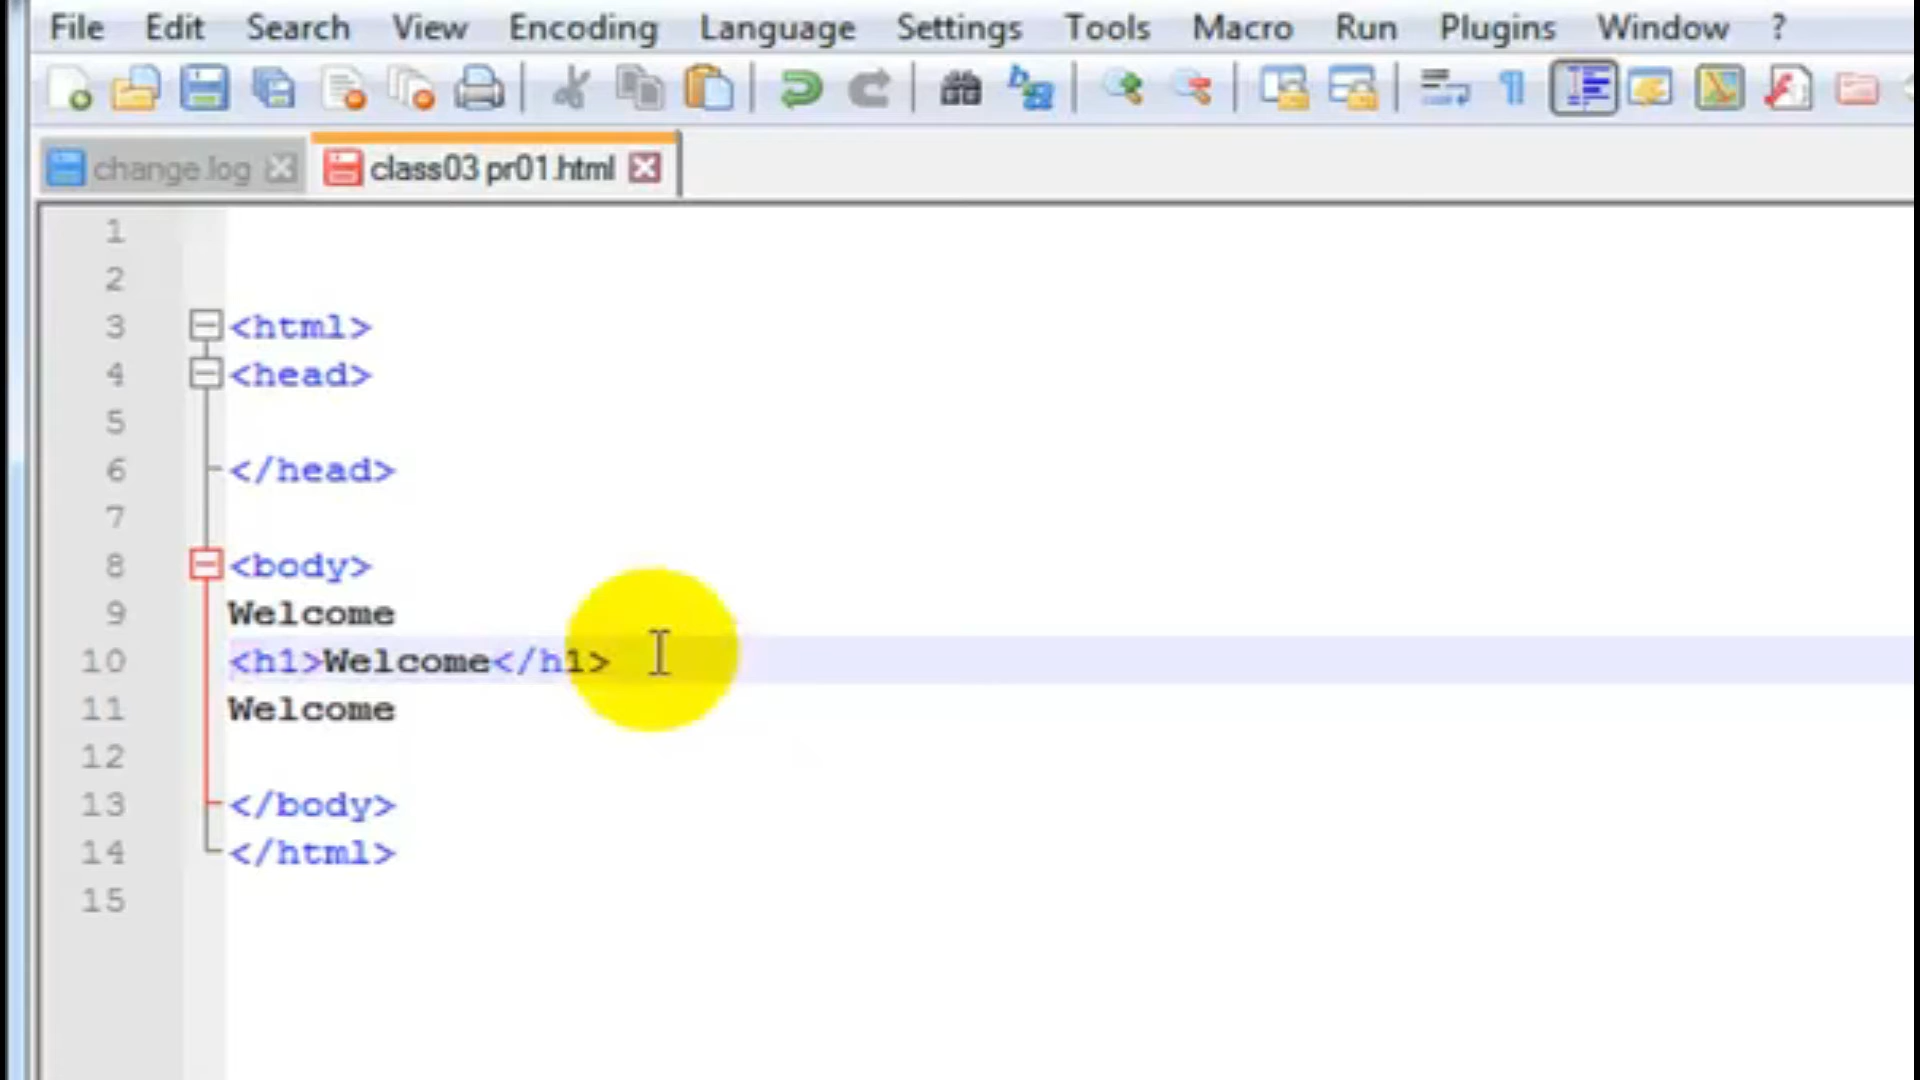 File Edit Search View Encoding Language Settings Tools Macro Run Plugins Window ?
change.log class03 pr01.html
1
2
3 <html>
4 <head>
5
6 </head>
7
8 <body>
9 Welcome
10 <h1>Welcome</h1>
11 Welcome
12
13 </body>
14 </html>
15